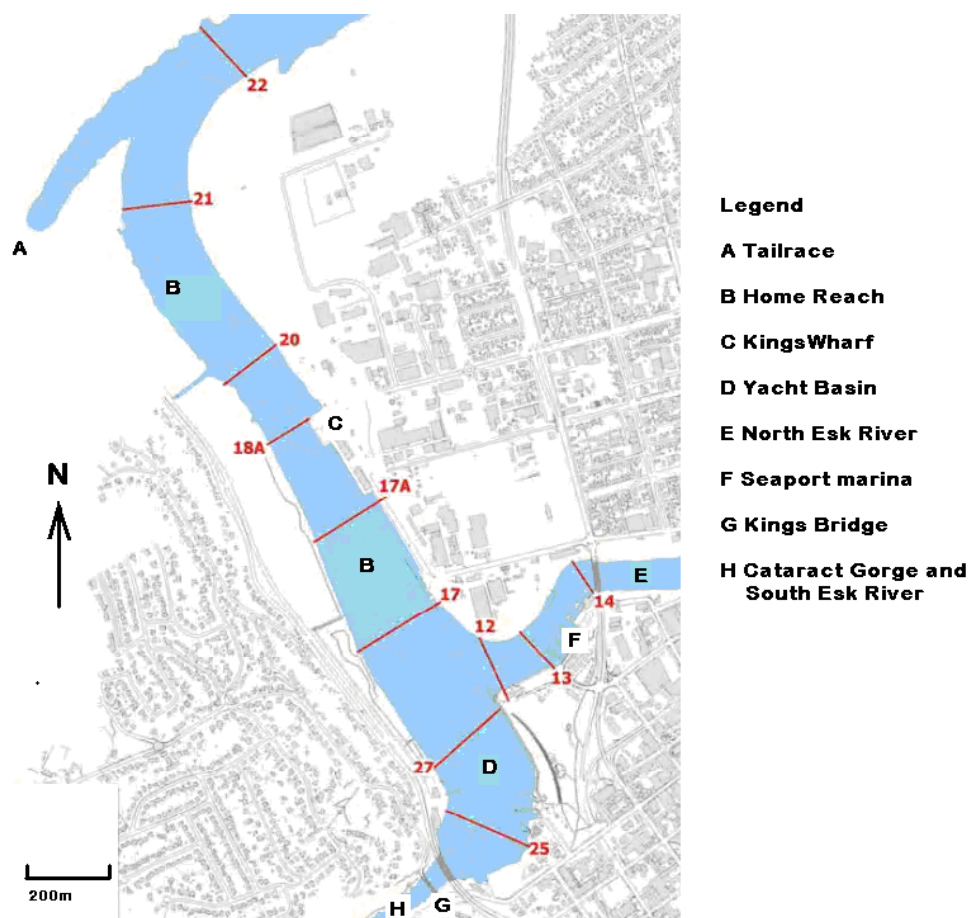 22
21
A
B
20
C
18A
17A
N
B
17
12
E
14
F
13
27
D
25
H
G
200m
Legend
A Tailrace
B Home Reach
C KingsWharf
D Yacht Basin
E North Esk River
F Seaport marina
G Kings Bridge
H Cataract Gorge and
South Esk River